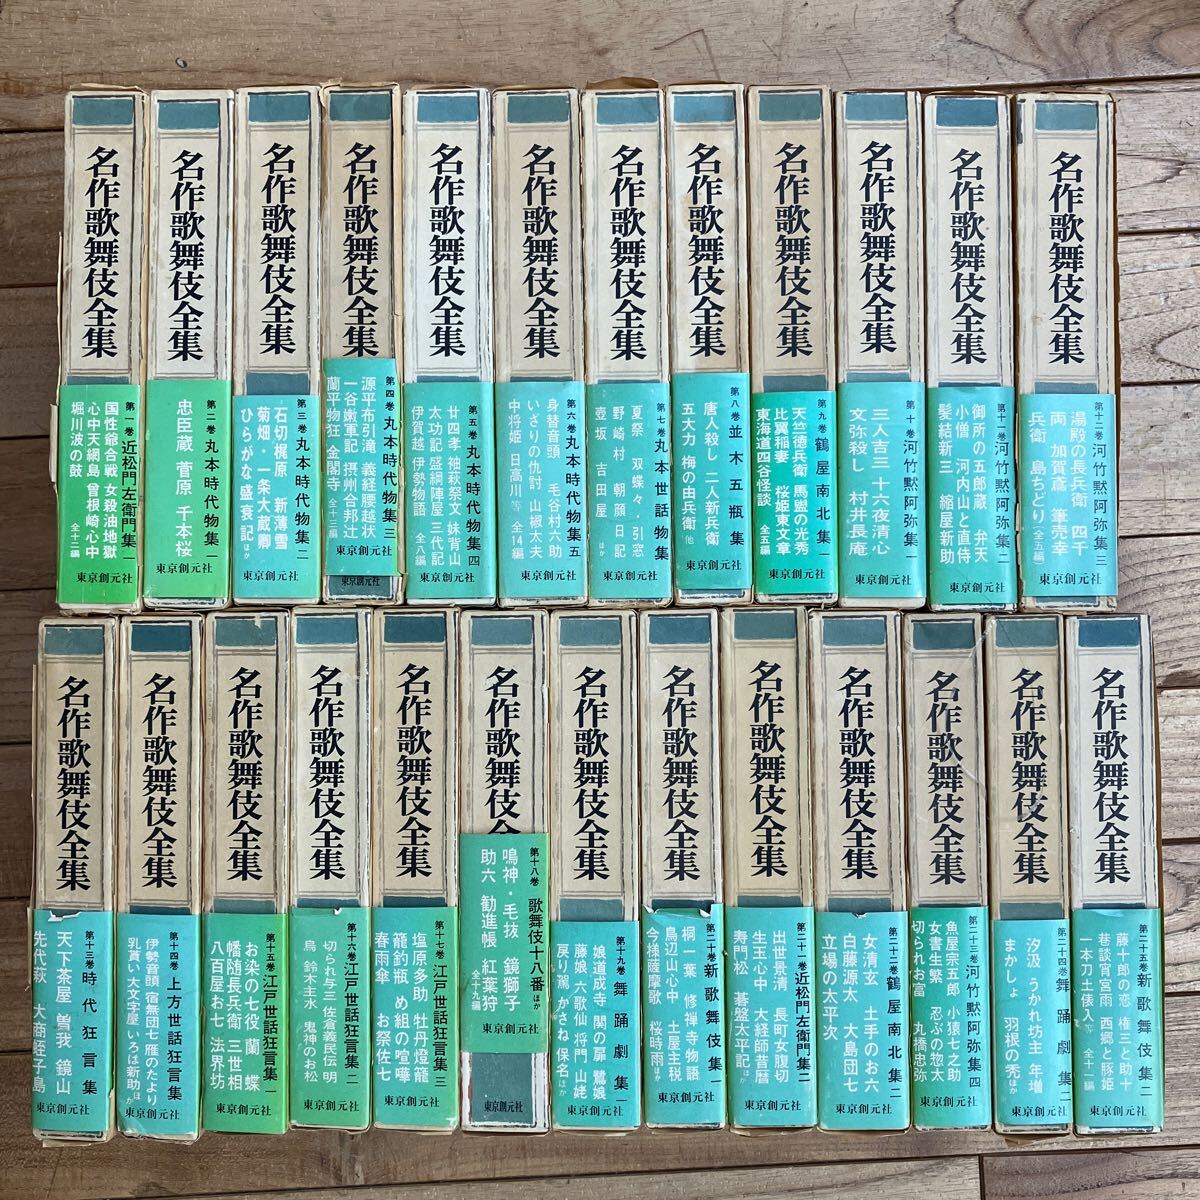 名作歌舞伎全集
第一巻 近松門左衛門集一
国性爺合戦 女殺油地獄
心中天網島 曾根崎心中
堀川波の鼓 全十二編
名作歌舞伎全集
第二巻 丸本時代物集一
忠臣蔵 菅原 千本桜
東京創元社
名作歌舞伎全集
第三巻 丸本時代物集二
石切梶原 新薄雪
菊畑・一条大蔵卿
ひらがな盛衰記 ほか
東京創元社
名作歌舞伎全集
第四巻 丸本時代物集三
源平布引滝 義経腰越状
一谷嫩軍記 摂州合邦辻
蘭平物狂 金閣寺 全十三編
東京創元社
東京創元社
名作歌舞伎全集
第五巻 丸本時代物集四
廿四孝 袖萩祭文 妹背山
太功記 盛綱陣屋 三代記
伊賀越 伊勢物語 全八編
東京創元社
名作歌舞伎全集
第六巻 丸本時代物集五
身替音頭 毛谷村六助
いざりの仇討 山椒太夫
中将姫 日高川等 全14編
東京創元社
名作歌舞伎全集
第七巻 丸本世話物集
夏祭 双蝶々・引窓
野崎村 朝顔日記
壺坂 吉田屋 ほか
東京創元社
名作歌舞伎全集
第八巻 並木五瓶集
唐人殺し 二人新兵衛
五大力 梅の由兵衛 他
東京創元社
名作歌舞伎全集
第九巻 鶴屋南北集一
天竺徳兵衛 馬盥の光秀
比翼稲妻 桜姫東文章
東海道四谷怪談 全五編
東京創元社
名作歌舞伎全集
第十巻 河竹黙阿弥集一
三人吉三 十六夜清心
文弥殺し 村井長庵
東京創元社
名作歌舞伎全集
第十一巻 河竹黙阿弥集二
御所の五郎蔵 弁天
小僧 河内山と直侍
髪結新三 縮屋新助
東京創元社
名作歌舞伎全集
第十二巻 河竹黙阿弥集三
湯殿の長兵衛 四千
両 加賀鳶 筆売幸
兵衛 島ちどり(全五編)
東京創元社
名作歌舞伎全集
第十三巻 時代狂言集
天下茶屋 曽我 鏡山
先代萩 大商蛭子島
東京創元社
名作歌舞伎全集
第十四巻 上方世話狂言集
伊勢音頭 宿無団七 雁のたより
乳貰い 大文字屋 いろは新助 ほか
東京創元社
名作歌舞伎全集
第十五巻 江戸世話狂言集一
お染の七役 蘭蝶
幡随長兵衛 三世相
八百屋お七 法界坊
東京創元社
名作歌舞伎全集
第十六巻 江戸世話狂言集二
切られ与三 佐倉義民伝 明
烏 鈴木主水 鬼神のお松
東京創元社
名作歌舞伎全集
第十七巻 江戸世話狂言集三
塩原多助 牡丹燈籠
籠釣瓶 め組の喧嘩
春雨傘 お祭佐七
東京創元社
名作歌舞伎全
第十八巻 歌舞伎十八番 ほか
鳴神・毛抜 鏡獅子
助六 勧進帳 紅葉狩
全十九篇
東京創元社
東京創元社
名作歌舞伎全集
第十九巻 舞踊劇集一
娘道成寺 関の扉 鷺娘
藤娘 六歌仙 将門 山姥
戻り駕 かさね 保名 ほか
東京創元社
名作歌舞伎全集
第二十巻 新歌舞伎集一
桐一葉 修禅寺物語
鳥辺山心中 土屋主税
今様薩摩歌 桜時雨 ほか
東京創元社
名作歌舞伎全集
第二十一巻 近松門左衛門集二
出世景清 長町女腹切
生玉心中 大経師昔暦
寿門松 碁盤太平記 ほか
東京創元社
名作歌舞伎全集
第二十二巻 鶴屋南北集二
女清玄 土手のお六
白藤源太 大島団七
立場の太平次
東京創元社
名作歌舞伎全集
第二十三巻 河竹黙阿弥集四
魚屋宗五郎 小猿七之助
女書生繁 忍ぶの惣太
切られお富 丸橋忠弥
東京創元社
名作歌舞伎全集
第二十四巻 舞踊劇集二
汐汲 うかれ坊主 年増
まかしょ 羽根の禿 ほか
東京創元社
名作歌舞伎全集
第二十五巻 新歌舞伎集二
藤十郎の恋 権三と助十
巷談宵宮雨 西郷と豚姫
一本刀土俵入 等 全十一編
東京創元社